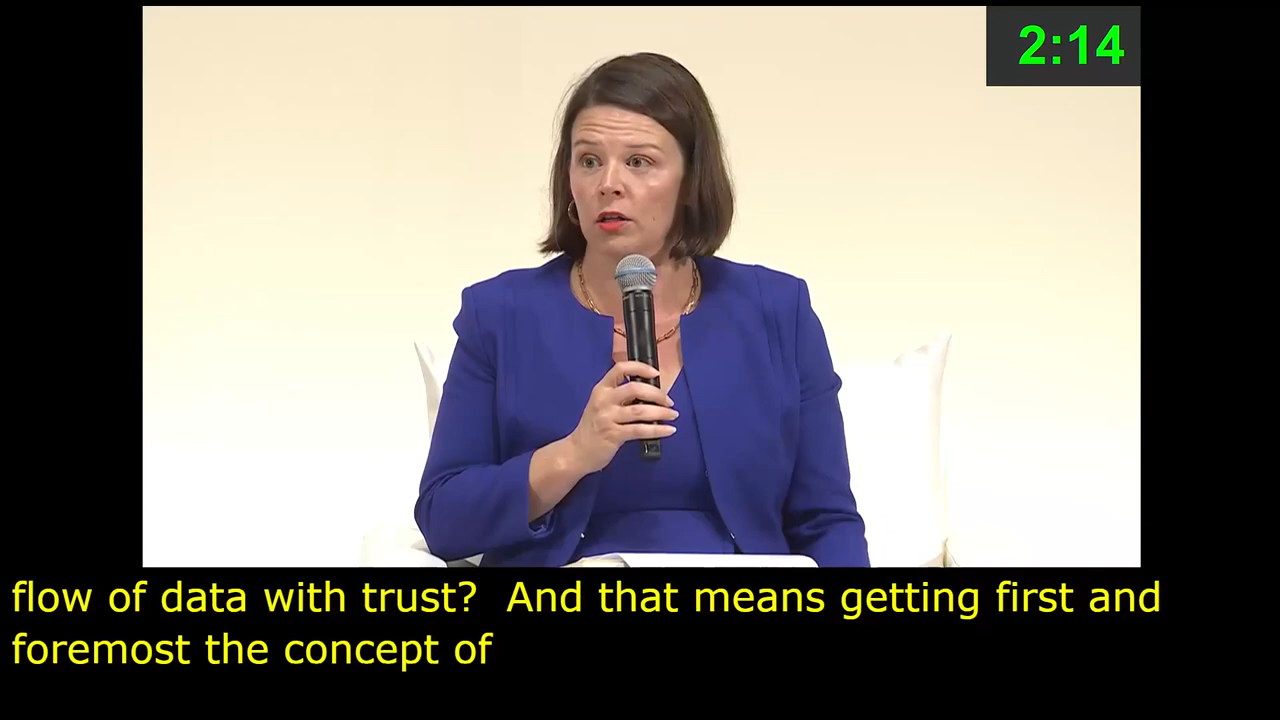 2:14
flow of data with trust?  And that means getting first and
foremost the concept of